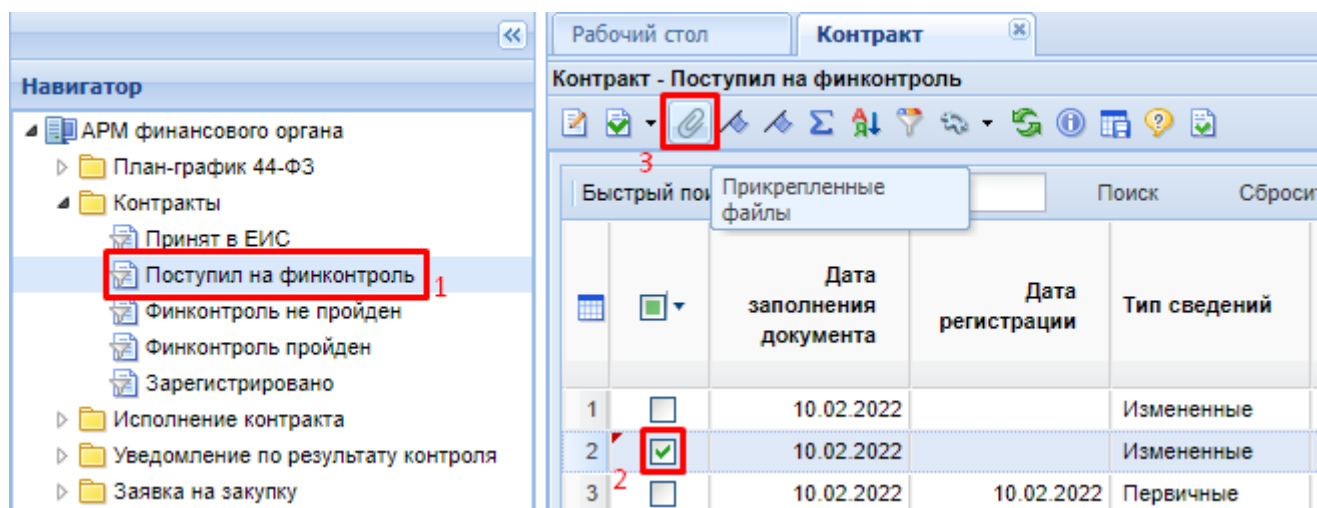 Навигатор
АРМ финансового органа
План-график 44-ФЗ
Контракты
Принят в ЕИС
Поступил на финконтроль
1
Финконтроль не пройден
Финконтроль пройден
Зарегистрировано
Исполнение контракта
Уведомление по результату контроля
Заявка на закупку
Рабочий стол Контракт
Контракт - Поступил на финконтроль
3
Быстрый пои Поиск Сброси
Прикрепленные
файлы
Дата
заполнения
документа
Дата
регистрации
Тип сведений
1 10.02.2022 Измененные
2 10.02.2022 Измененные
2
3 10.02.2022 10.02.2022 Первичные